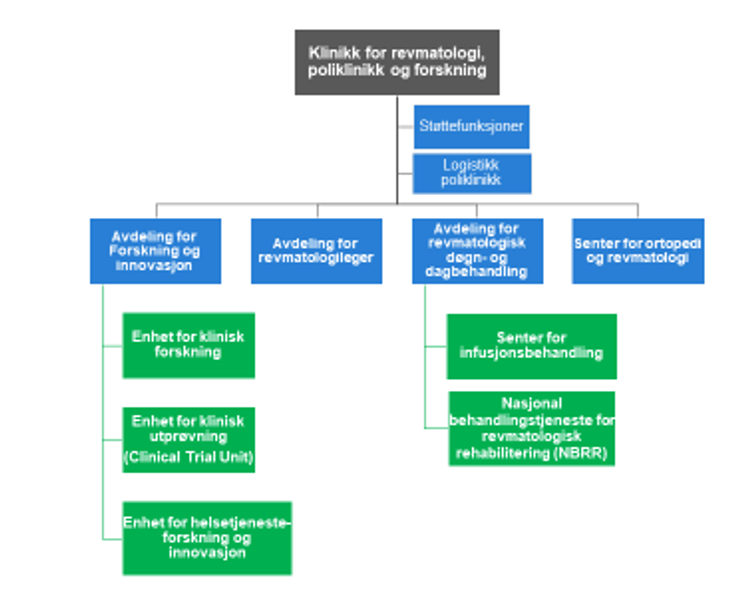 Klinikk for revmatologi,
poliklinikk og forskning
Støttefunksjoner
Logistikk
poliklinikk
Avdeling for
Forskning og
innovasjon
Avdeling for
revmatologileger
Avdeling for
revmatologisk
døgn- og
dagbehandling
Senter for ortopedi
og revmatologi
Enhet for klinisk
forskning
Enhet for klinisk
utprøvning
(Clinical Trial Unit)
Enhet for helsetjeneste-
forskning og
innovasjon
Senter for
infusjonsbehandling
Nasjonal
behandlingstjeneste for
revmatologisk
rehabilitering (NBRR)